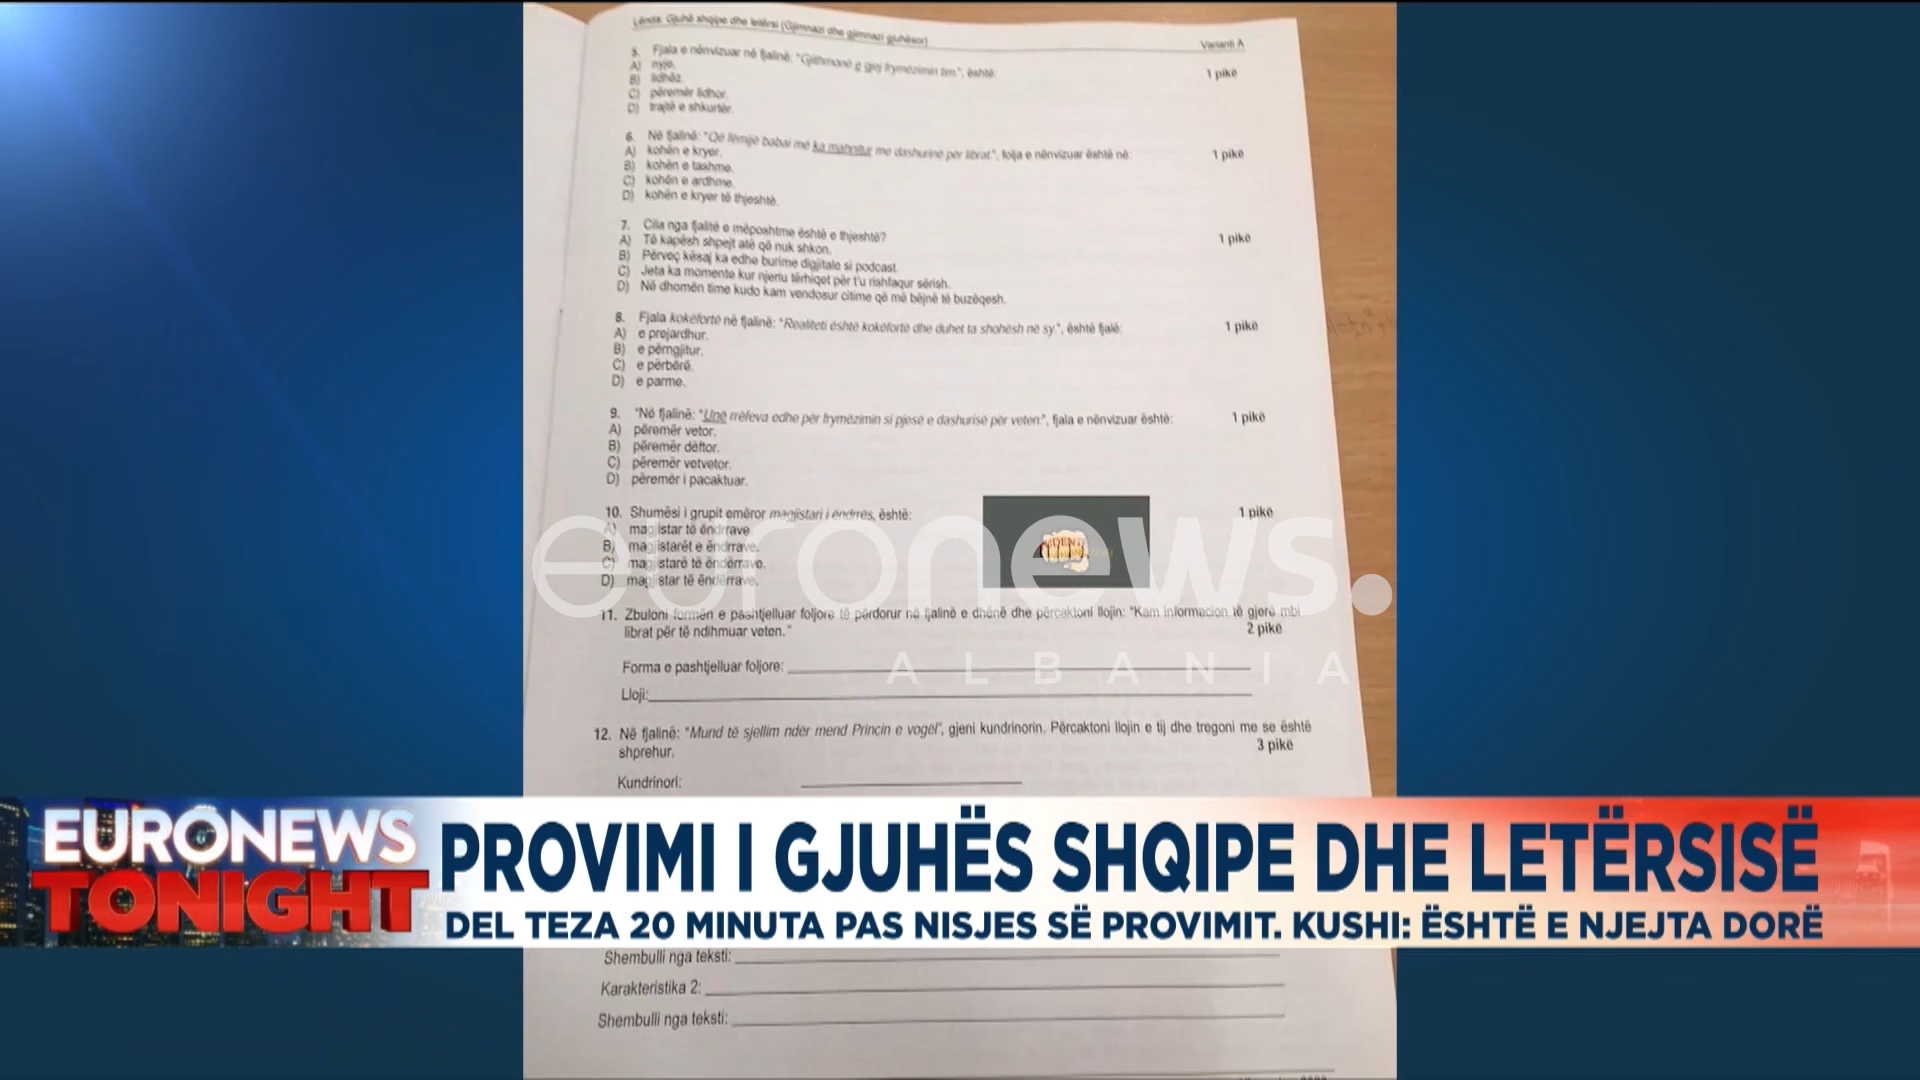 Lënda: Gjuhë shqipe dhe letërsi (Gjimnazi dhe gjimnazi gjuhësor)
Varianti A
5. Fjala e nënvizuar në fjalinë: "Gjithmonë e gjej frymëzimin tim.", është: 1 pikë
A) nyje.
B) lidhëz.
C) përemër lidhor.
D) trajtë e shkurtër.
6. Në fjalinë: "Që fëmijë babai më ka mahnitur me dashurinë për librat", folja e nënvizuar është në: 1 pikë
A) kohën e kryer.
B) kohën e tashme.
C) kohën e ardhme.
D) kohën e kryer të thjeshtë.
7. Cila nga fjalitë e mëposhtme është e thjeshtë? 1 pikë
A) Të kapësh shpejt atë që nuk shkon.
B) Përveç kësaj ka edhe burime digjitale si podcast.
C) Jeta ka momente kur njeriu tërhiqet për t'u rishfaqur sërish.
D) Në dhomën time kudo kam vendosur citime që më bëjnë të buzëqesh.
8. Fjala kokëfortë në fjalinë: "Realiteti është kokëfortë dhe duhet ta shohësh në sy.", është fjalë: 1 pikë
A) e prejardhur.
B) e përngjitur.
C) e përbërë.
D) e parme.
9. "Në fjalinë: "Unë rrëfeva edhe për frymëzimin si pjesë e dashurisë për veten.", fjala e nënvizuar është: 1 pikë
A) përemër vetor.
B) përemër dëftor.
C) përemër vetvetor.
D) përemër i pacaktuar.
10. Shumësi i grupit emëror magjistari i ëndrrës, është: 1 pikë
A) magjistar të ëndrrave.
B) magjistarët e ëndrrave.
C) magjistarë të ëndërrave.
D) magjistar të ëndërrave.
euronews.
ALBANIA
11. Zbuloni formën e pashtjelluar foljore të përdorur në fjalinë e dhënë dhe përcaktoni llojin: "Kam informacion të gjerë mbi
librat për të ndihmuar veten." 2 pikë
Forma e pashtjelluar foljore:
Lloji:
12. Në fjalinë: "Mund të sjellim ndër mend Princin e vogël", gjeni kundrinorin. Përcaktoni llojin e tij dhe tregoni me se është
shprehur. 3 pikë
Kundrinori:
EURONEWS
TONIGHT
PROVIMI I GJUHËS SHQIPE DHE LETËRSISË
DEL TEZA 20 MINUTA PAS NISJES SË PROVIMIT. KUSHI: ËSHTË E NJEJTA DORË
Shembulli nga teksti:
Karakteristika 2:
Shembulli nga teksti: